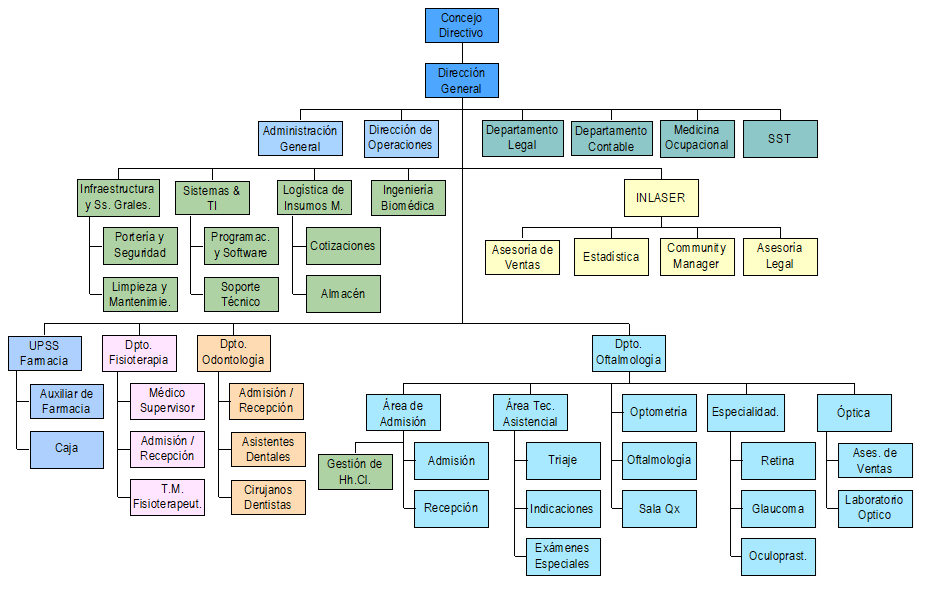 Concejo
Directivo
Dirección
General
Administración
General
Dirección de
Operaciones
Departamento
Legal
Departamento
Contable
Medicina
Ocupacional
SST
Infraestructura
y Ss. Grales.
Sistemas &
TI
Logística de
Insumos M.
Ingeniería
Biomédica
INLASER
Portería y
Seguridad
Programac.
y Software
Cotizaciones
Asesoría de
Ventas
Estadística
Community
Manager
Asesoría
Legal
Limpieza y
Mantenimie.
Soporte
Técnico
Almacén
UPSS
Farmacia
Dpto.
Fisioterapia
Dpto.
Odontología
Dpto.
Oftalmología
Auxiliar de
Farmacia
Médico
Supervisor
Admisión /
Recepción
Área de
Admisión
Área Tec.
Asistencial
Optometría
Especialidad.
Óptica
Caja
Admisión /
Recepción
Asistentes
Dentales
Gestión de
Hh.Cl.
Admisión
Triaje
Oftalmología
Retina
Ases. de
Ventas
T.M.
Fisioterapeut.
Cirujanos
Dentistas
Recepción
Indicaciones
Sala Qx
Glaucoma
Laboratorio
Optico
Exámenes
Especiales
Oculoprast.